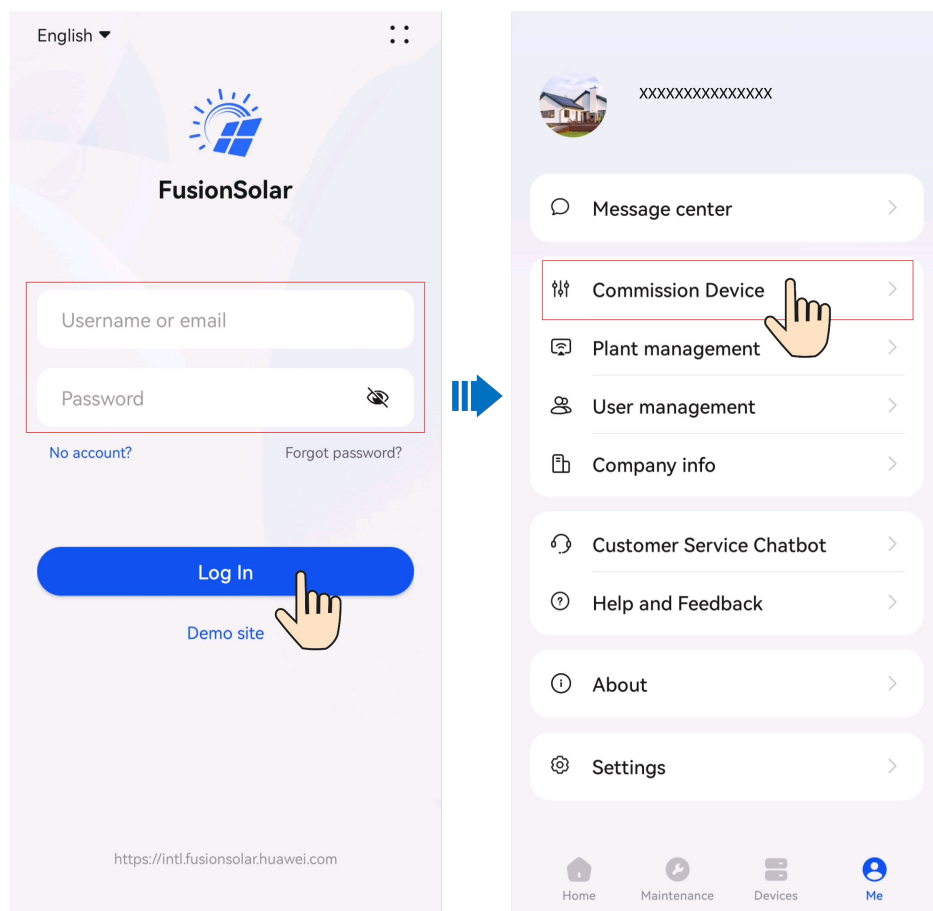 English
FusionSolar
Username or email
Password
No account?
Forgot password?
Log In
Demo site
https://intl.fusionsolar.huawei.com
XXXXXXXXXXXXXXX
Message center
Commission Device
Plant management
User management
Company info
Customer Service Chatbot
Help and Feedback
About
Settings
Home
Maintenance
Devices
Me